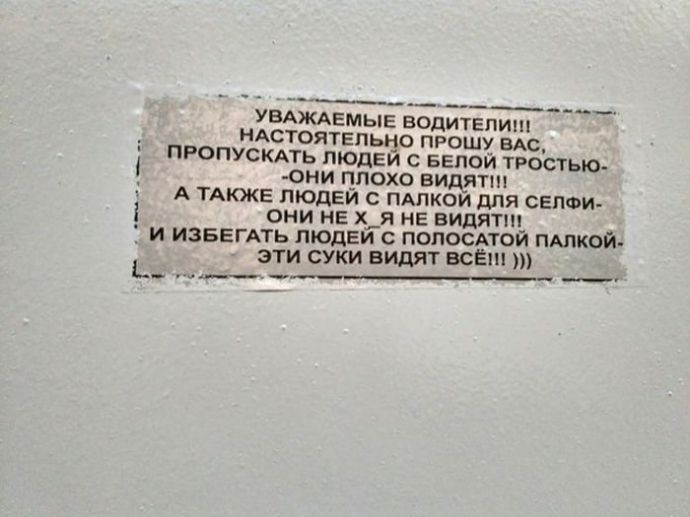 УВАЖАЕМЫЕ ВОДИТЕЛИ!!!
НАСТОЯТЕЛЬНО ПРОШУ ВАС,
ПРОПУСКАТЬ ЛЮДЕЙ С БЕЛОЙ ТРОСТЬЮ-
-ОНИ ПЛОХО ВИДЯТ!!!
А ТАКЖЕ ЛЮДЕЙ С ПАЛКОЙ ДЛЯ СЕЛФИ-
ОНИ НЕ Х_Я НЕ ВИДЯТ!!!
И ИЗБЕГАТЬ ЛЮДЕЙ С ПОЛОСАТОЙ ПАЛКОЙ-
ЭТИ СУКИ ВИДЯТ ВСЁ!!! )))